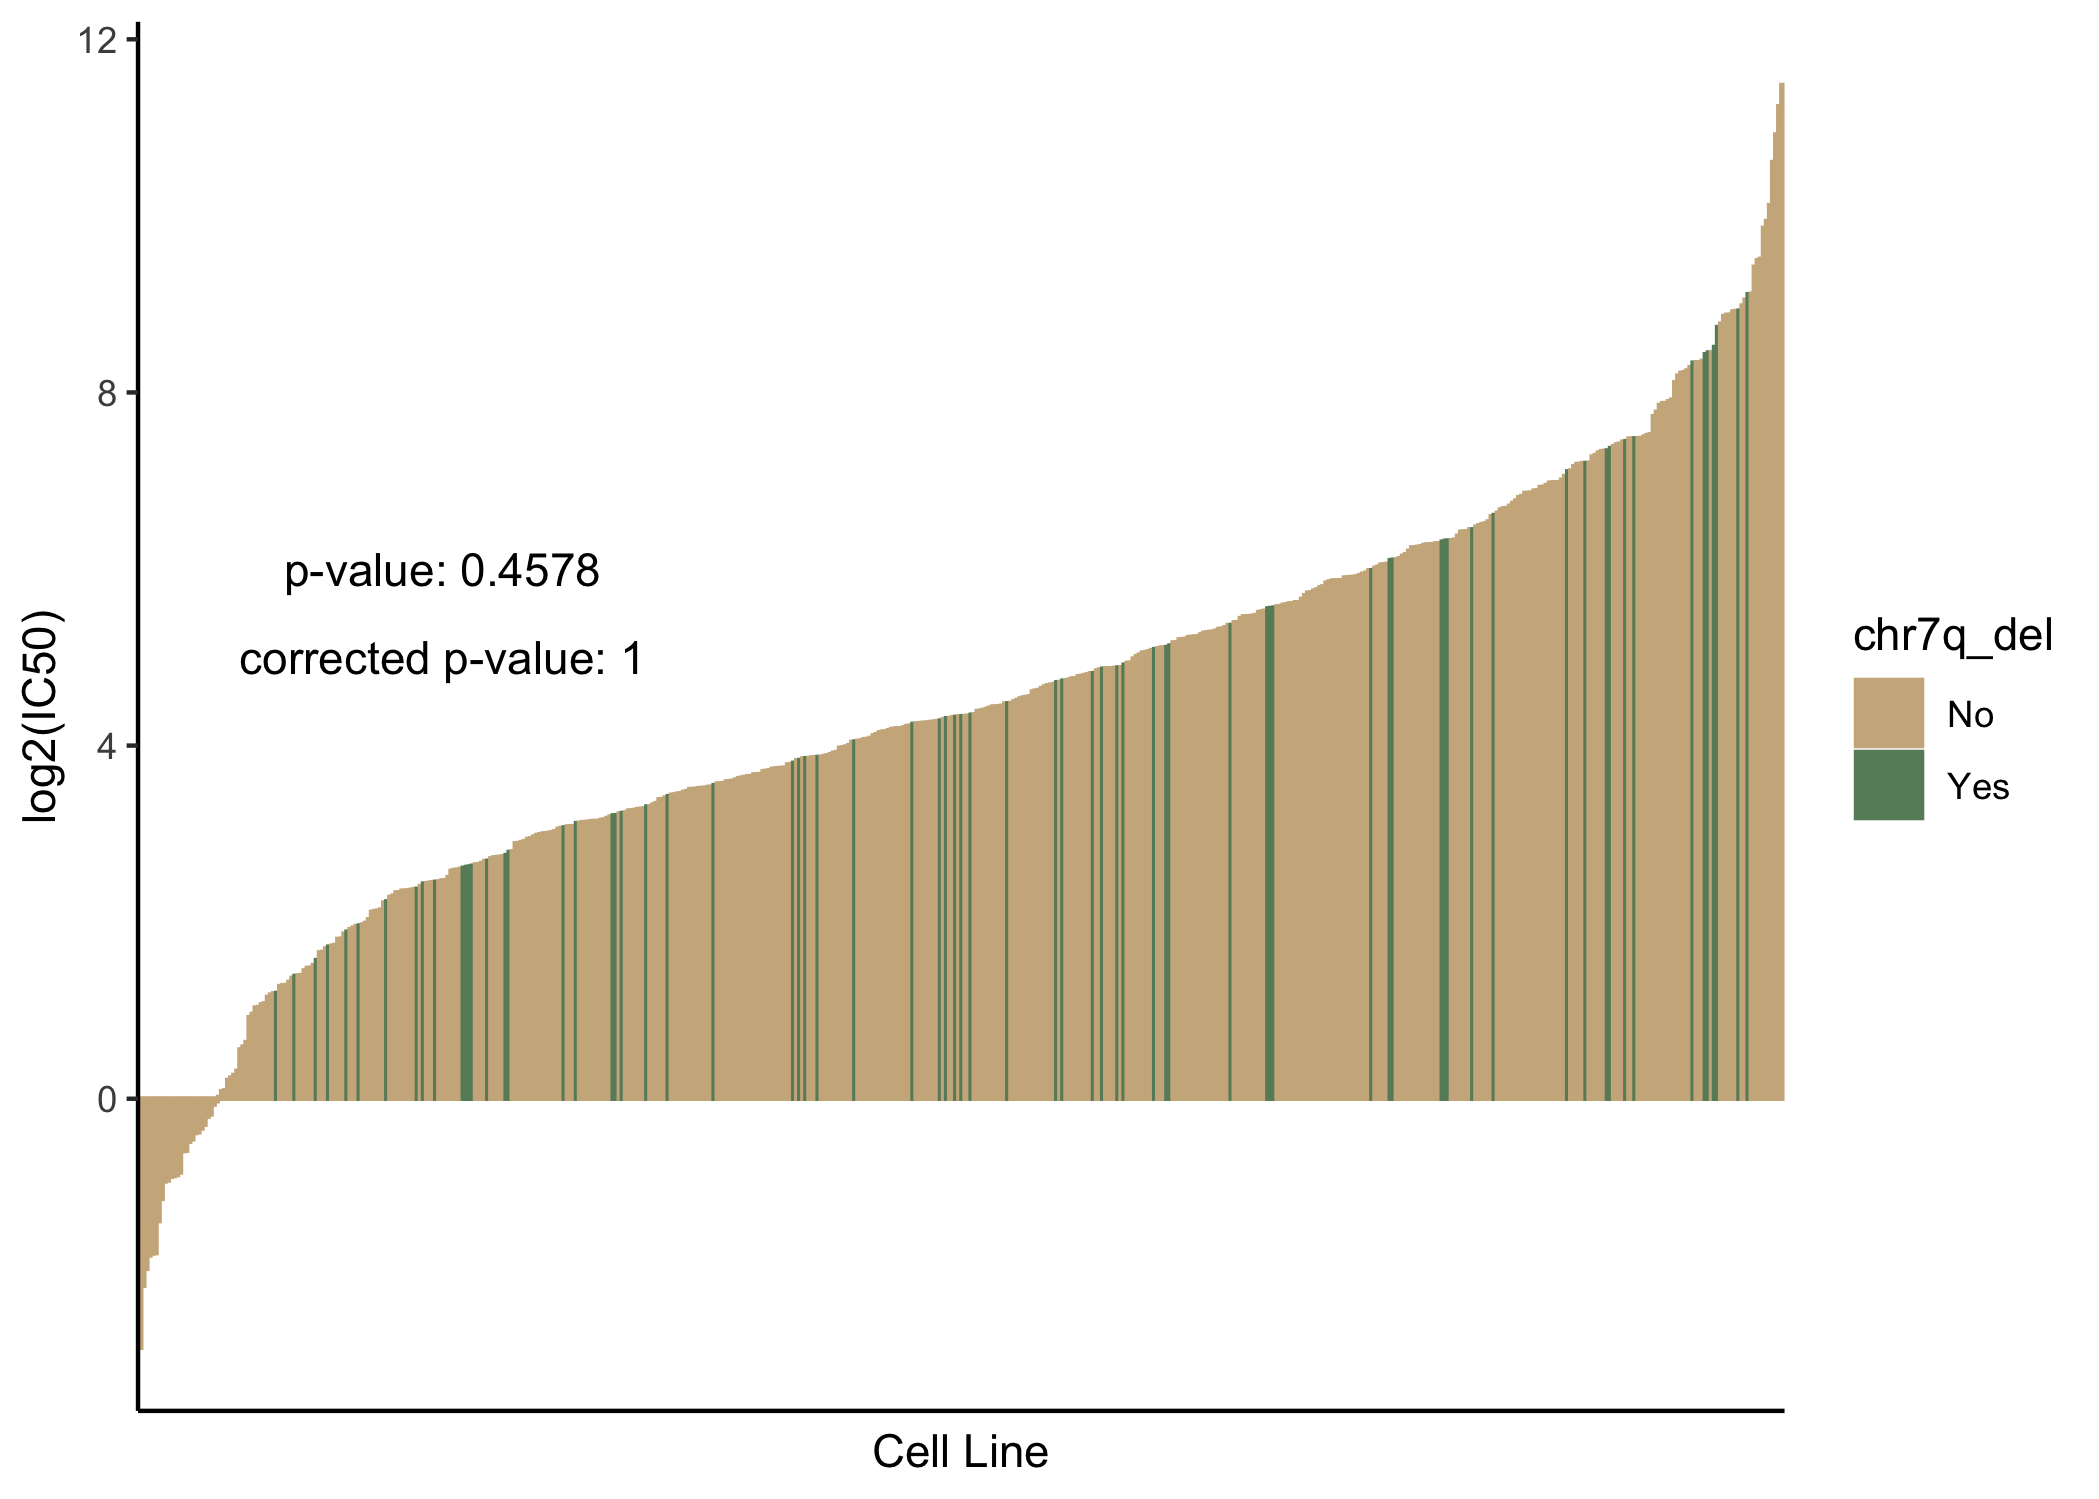 12
8
4
0
log2(IC50)
p-value: 0.4578
corrected p-value: 1
Cell Line
chr7q_del
No
Yes